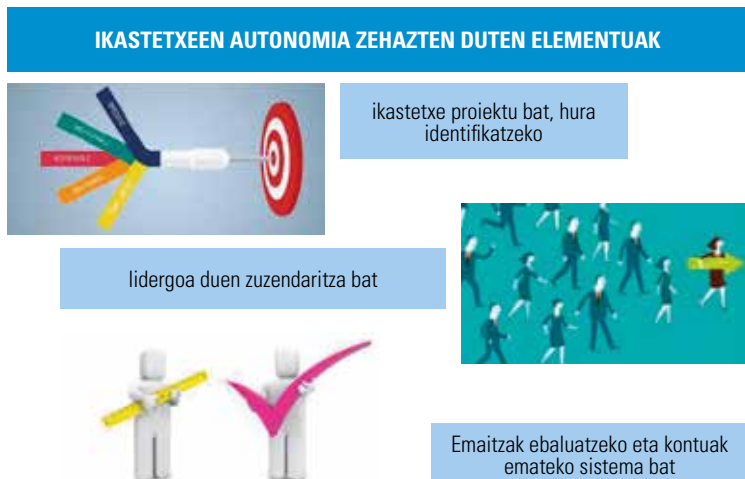 IKASTETXEEN AUTONOMIA ZEHAZTEN DUTEN ELEMENTUAK
ikastetxe proiektu bat, hura
identifikatzeko
lidergoa duen zuzendaritza bat
Emaitzak ebaluatzeko eta kontuak
emateko sistema bat